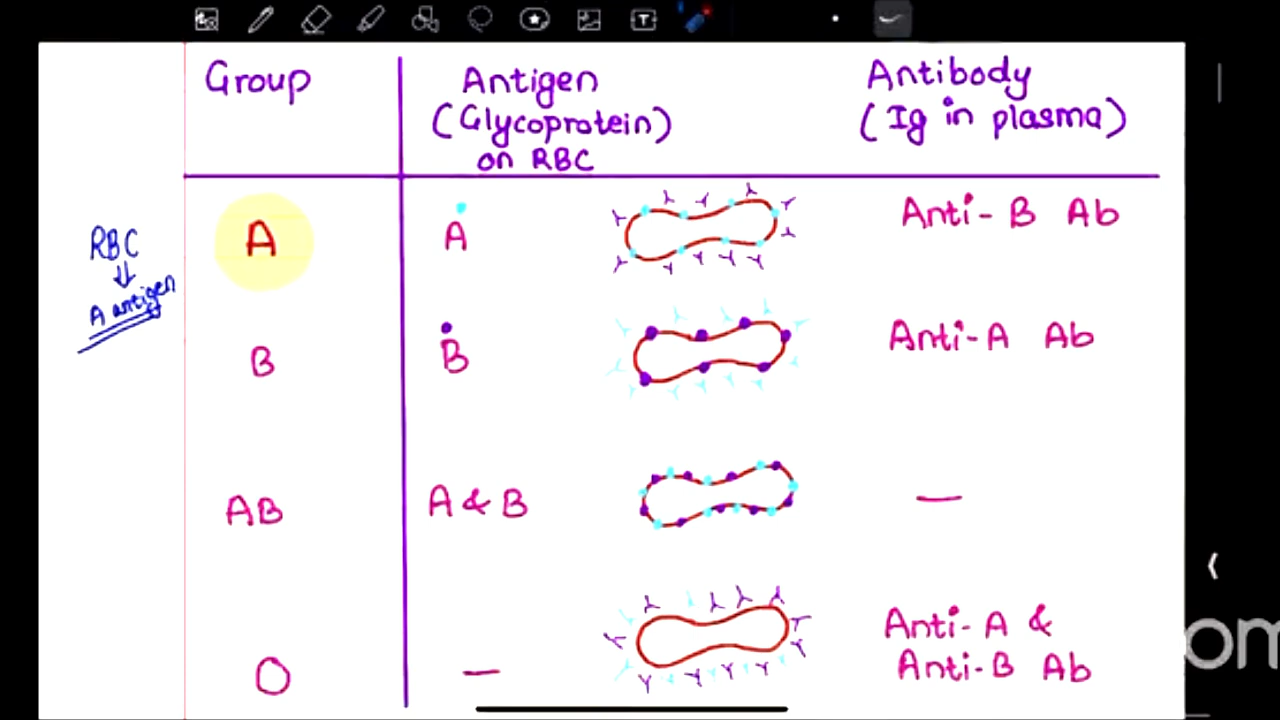 Group
Antigen
(Glycoprotein)
on RBC
Antibody
(Ig in plasma)
RBC
A antigen
A
A
Anti-B Ab
B
B
Anti-A Ab
AB
A & B
—
O
—
Anti-A &
Anti-B Ab
om